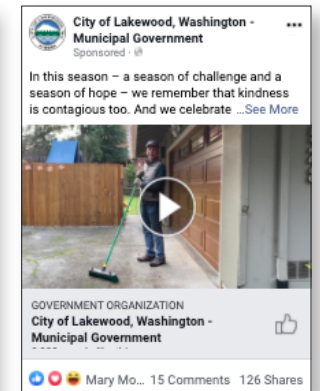 City of Lakewood, Washington -
Municipal Government
Sponsored ·
In this season – a season of challenge and a
season of hope – we remember that kindness
is contagious too. And we celebrate ...See More
GOVERNMENT ORGANIZATION
City of Lakewood, Washington -
Municipal Government
Mary Mo... 15 Comments 126 Shares